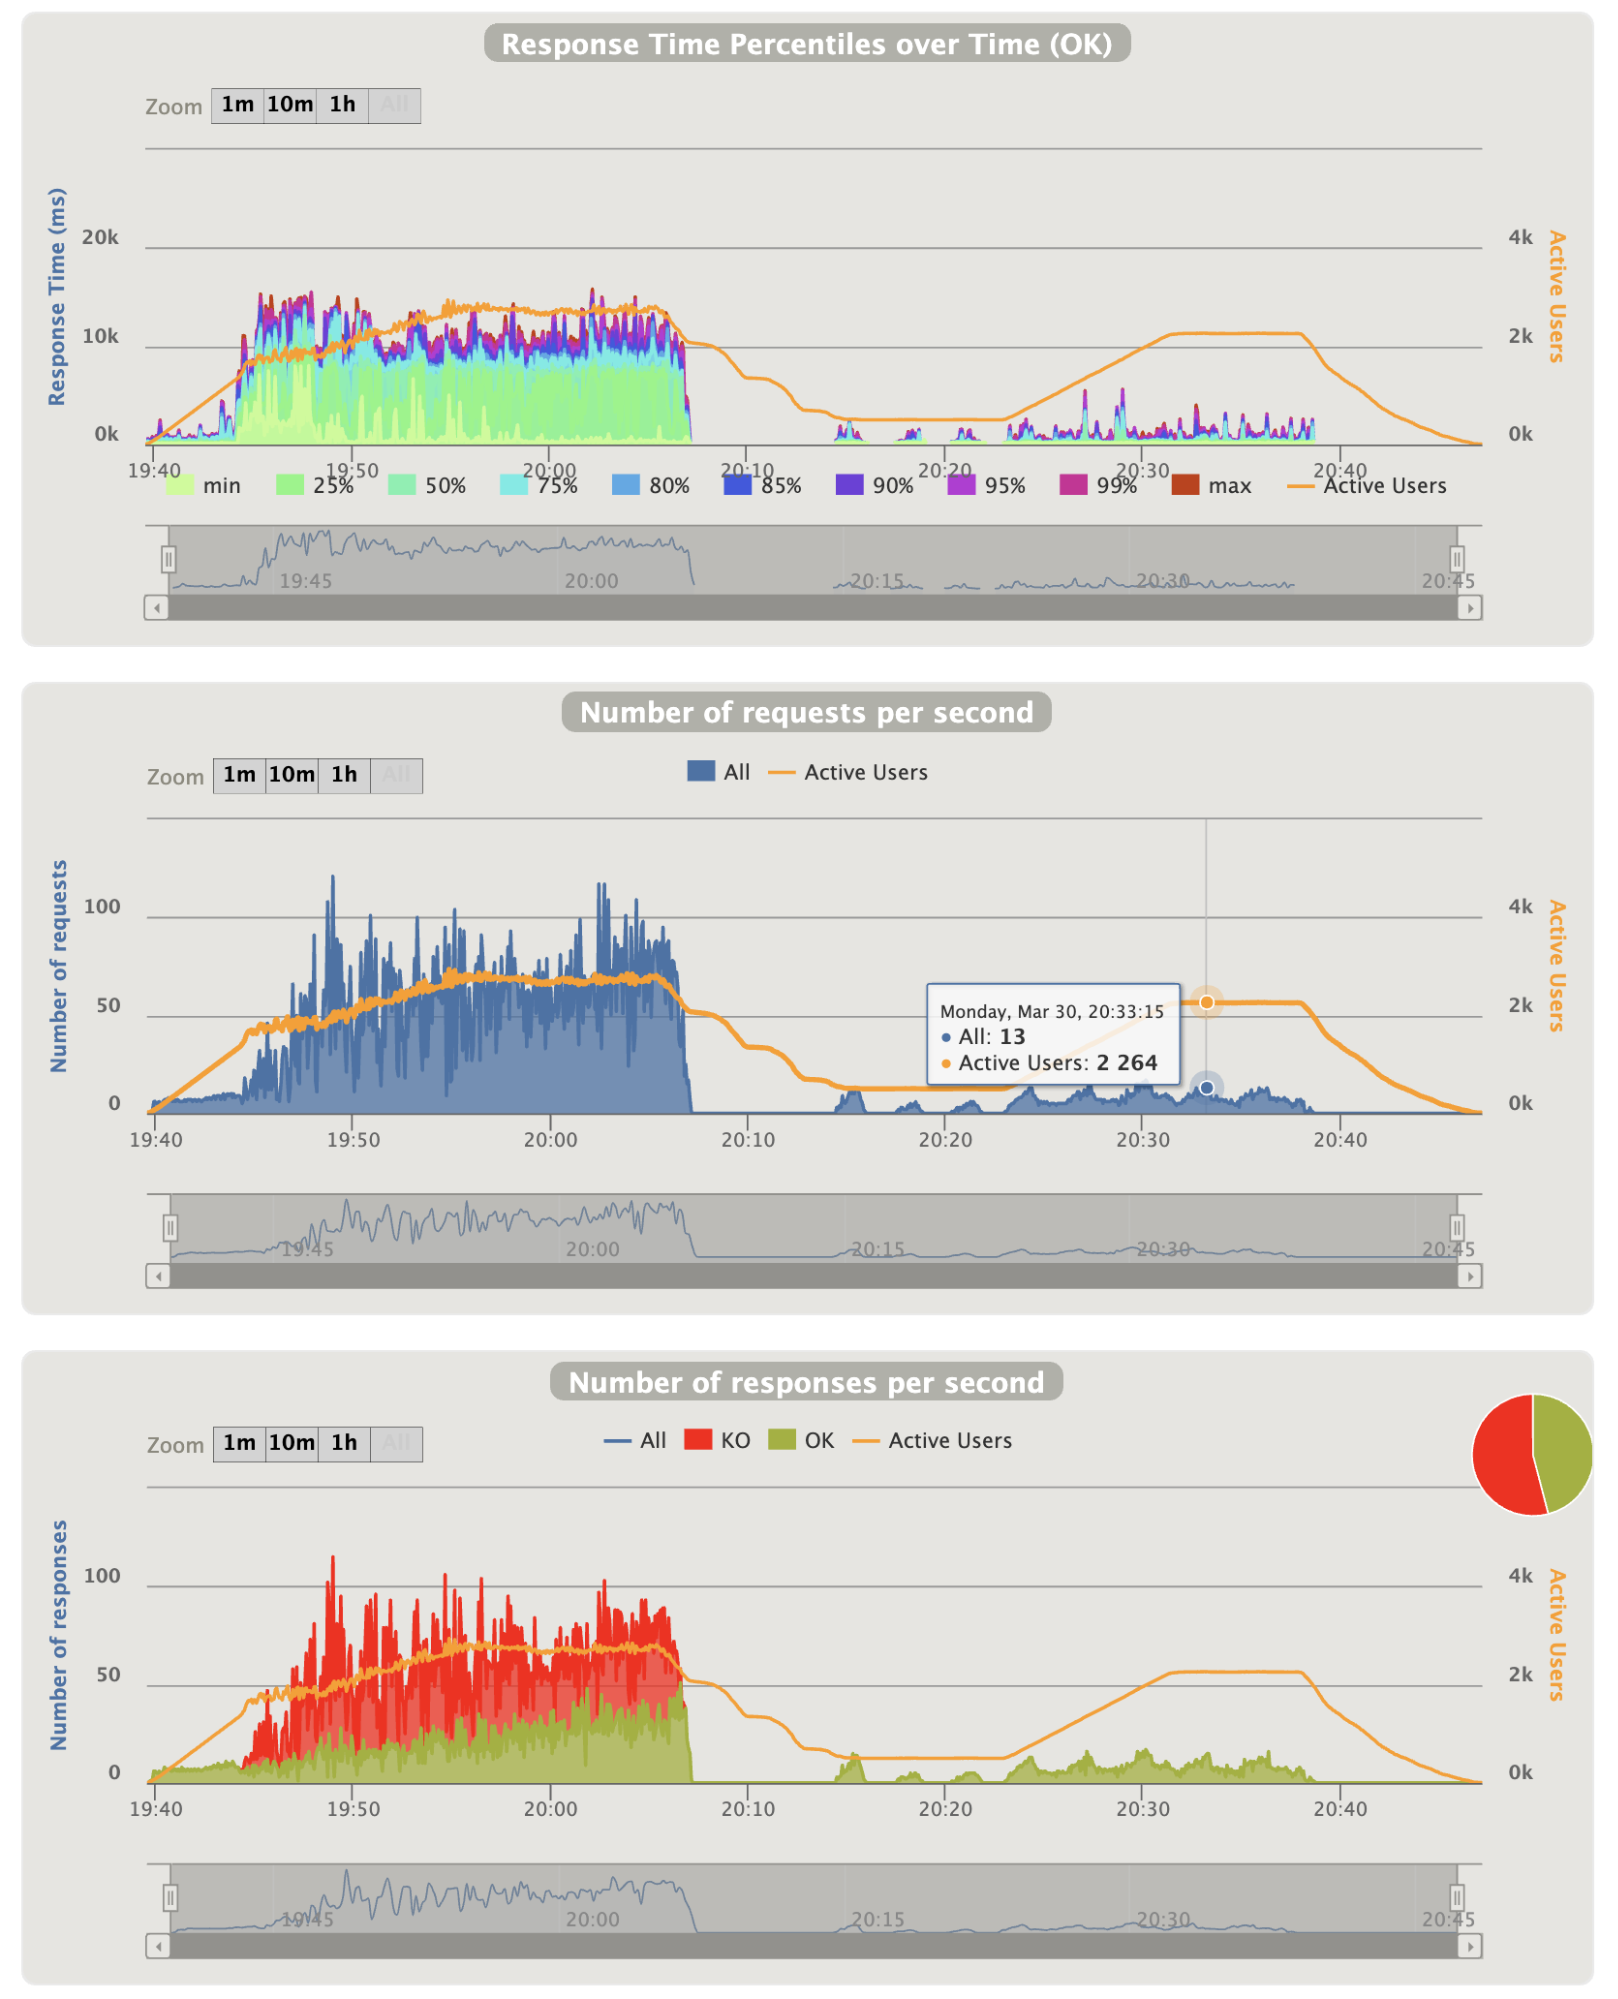 Response Time Percentiles over Time (OK)
Zoom 1m 10m 1h All
Response Time (ms)
20k
10k
0k
4k
2k
0k
Active Users
19:40 19:50 20:00 20:10 20:20 20:30 20:40
min 25% 50% 75% 80% 85% 90% 95% 99% max Active Users
19:45 20:00 20:15 20:30 20:45
Number of requests per second
Zoom 1m 10m 1h All
All Active Users
Number of requests
100
50
0
4k
2k
0k
Active Users
Monday, Mar 30, 20:33:15
All: 13
Active Users: 2 264
19:40 19:50 20:00 20:10 20:20 20:30 20:40
19:45 20:00 20:15 20:30 20:45
Number of responses per second
Zoom 1m 10m 1h All
All KO OK Active Users
Number of responses
100
50
0
4k
2k
0k
Active Users
19:40 19:50 20:00 20:10 20:20 20:30 20:40
19:45 20:00 20:15 20:30 20:45